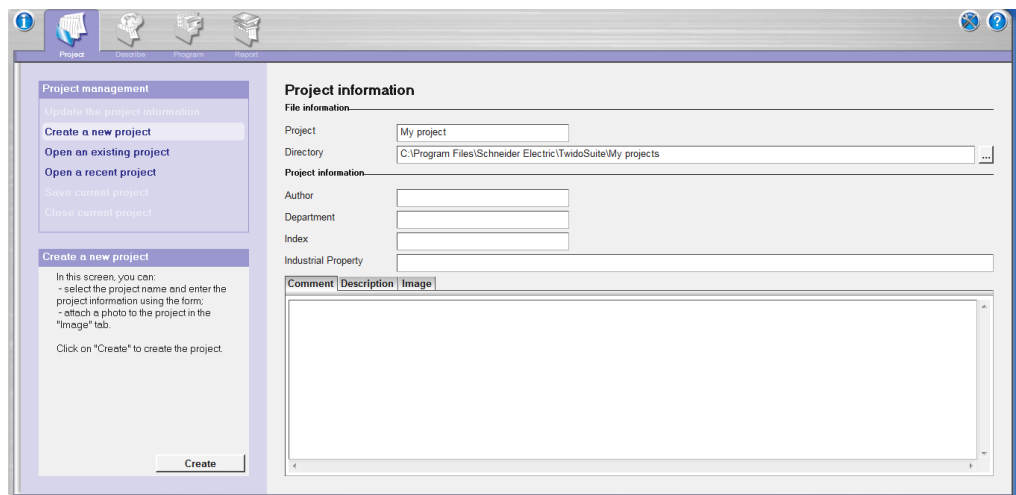 Project
Describe
Program
Report
Project management
Update the project information
Create a new project
Open an existing project
Open a recent project
Save current project
Close current project
Create a new project
In this screen, you can:
- select the project name and enter the
project information using the form;
- attach a photo to the project in the
"Image" tab.
Click on "Create" to create the project.
Create
Project information
File information
Project
My project
Directory
C:\Program Files\Schneider Electric\TwidoSuite\My projects
...
Project information
Author
Department
Index
Industrial Property
Comment Description Image